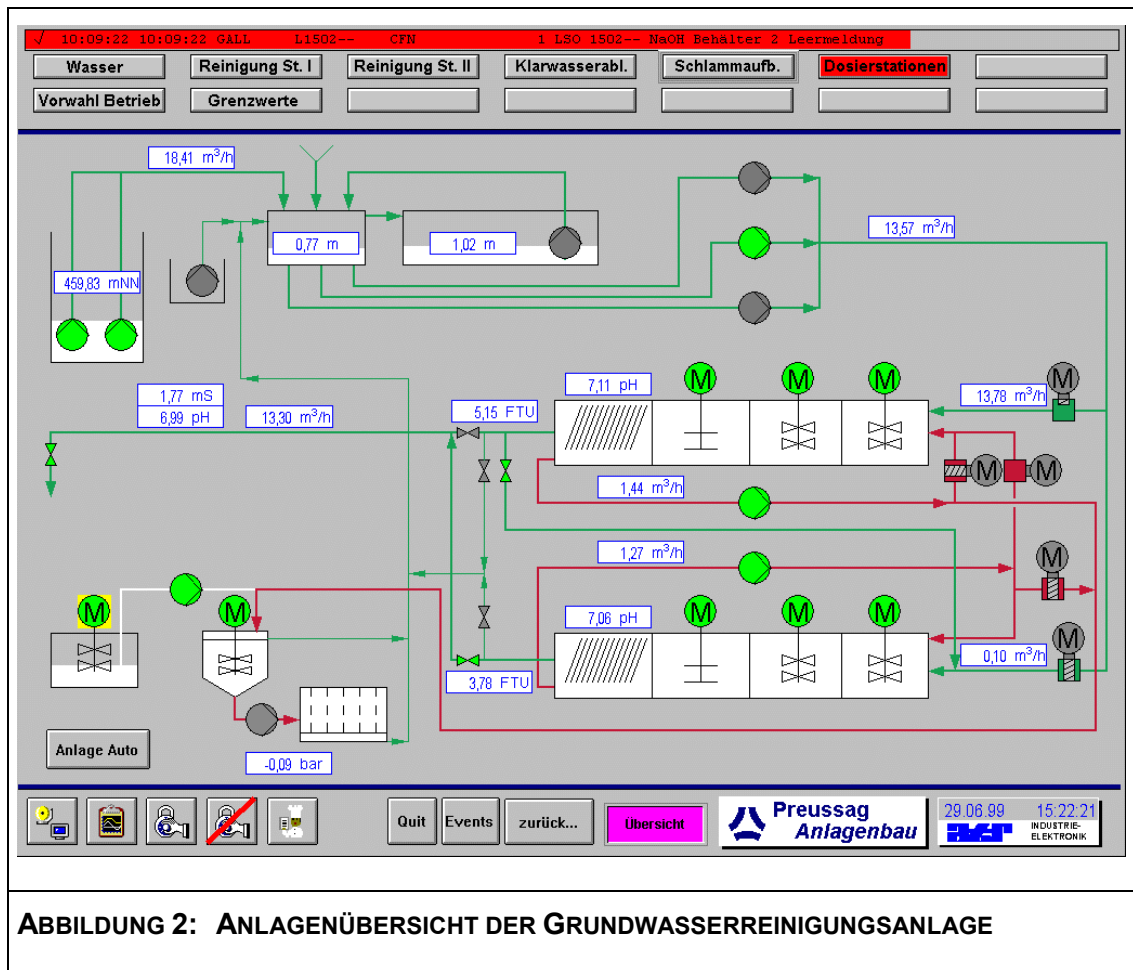 √ 10:09:22 10:09:22 GALL L1502-- CFN 1 LSO 1502-- NaOH Behälter 2 Leermeldung
Wasser Reinigung St. I Reinigung St. II Klarwasserabl. Schlammaufb. Dosierstationen
Vorwahl Betrieb Grenzwerte
18,41 m³/h
0,77 m
1,02 m
13,57 m³/h
459,83 mNN
1,77 mS
6,99 pH
13,30 m³/h
5,15 FTU
7,11 pH
M M M M
13,78 m³/h
M M
1,44 m³/h
1,27 m³/h
M
M M
7,06 pH
M M M M
0,10 m³/h
3,78 FTU
Anlage Auto
-0,09 bar
Quit Events zurück... Übersicht
Preussag
Anlagenbau
29.06.99 15:22:21
INDUSTRIE-
ELEKTRONIK
ABBILDUNG 2: ANLAGENÜBERSICHT DER GRUNDWASSERREINIGUNGSANLAGE